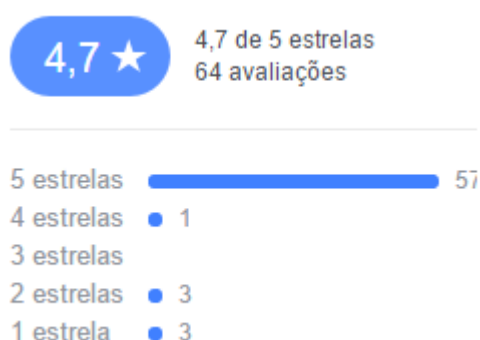 4,7 ★
4,7 de 5 estrelas
64 avaliações
5 estrelas 57
4 estrelas 1
3 estrelas
2 estrelas 3
1 estrela 3